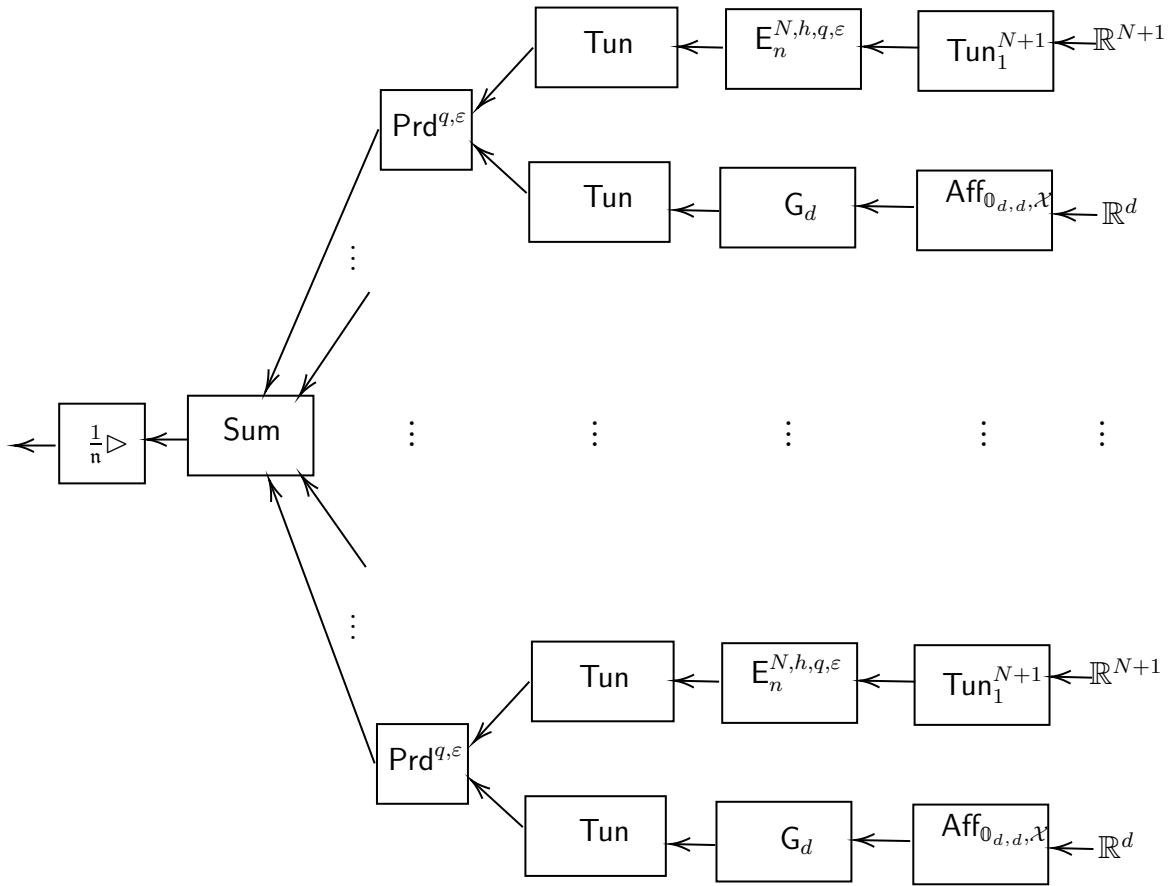 Tun E_n^{N,h,q,ε} Tun_1^{N+1} ℝ^{N+1}
Prd^{q,ε}
Tun G_d Aff_{𝟘_{d,d},𝒳} ℝ^d
⋮
1/𝔫 ▷ Sum ⋮ ⋮ ⋮ ⋮ ⋮
⋮
Tun E_n^{N,h,q,ε} Tun_1^{N+1} ℝ^{N+1}
Prd^{q,ε}
Tun G_d Aff_{𝟘_{d,d},𝒳} ℝ^d